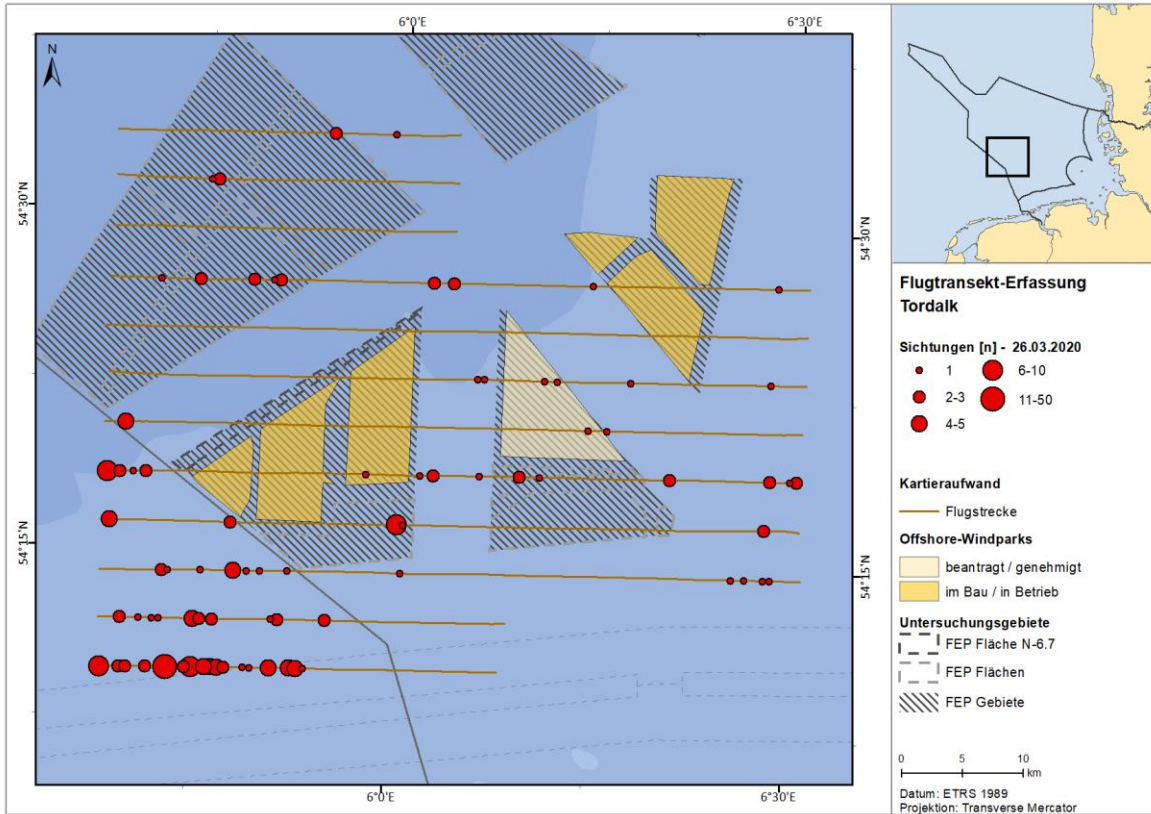 6°0'E
6°30'E
N
54°30'N
54°30'N
54°15'N
54°15'N
6°0'E
6°30'E
Flugtransekt-Erfassung
Tordalk
Sichtungen [n] - 26.03.2020
1
6-10
2-3
11-50
4-5
Kartieraufwand
Flugstrecke
Offshore-Windparks
beantragt / genehmigt
im Bau / in Betrieb
Untersuchungsgebiete
FEP Fläche N-6.7
FEP Flächen
FEP Gebiete
0 5 10
km
Datum: ETRS 1989
Projektion: Transverse Mercator